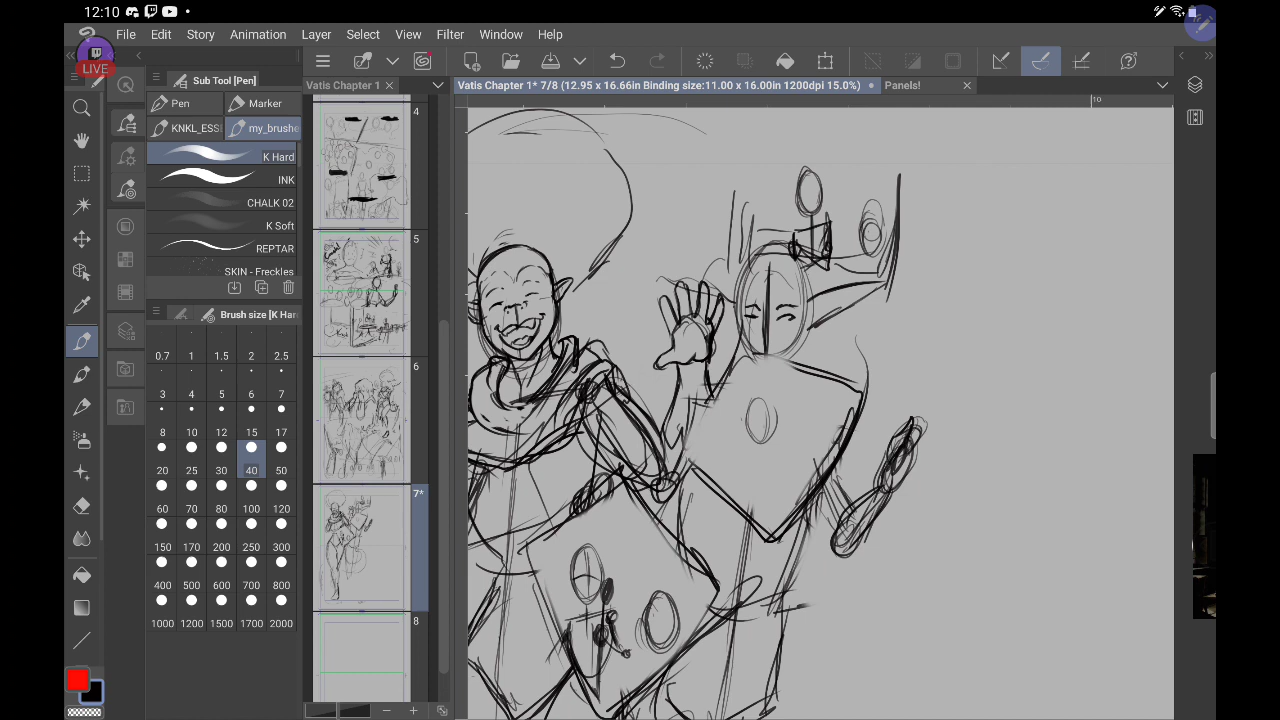 12:10
File Edit Story Animation Layer Select View Filter Window Help
LIVE
Sub Tool [Pen]
Vatis Chapter 1
Vatis Chapter 1* 7/8 (12.95 x 16.66in Binding size:11.00 x 16.00in 1200dpi 15.0%)
Panels!
Pen Marker
KNKL_ESS my_brushe
K Hard
INK
CHALK 02
K Soft
REPTAR
SKIN - Freckles
Brush size [K Har
0.7 1 1.5 2 2.5
3 4 6 6 7
8 10 12 15 17
20 25 30 40 50
60 70 80 100 120
150 170 200 250 300
400 500 600 700 800
1000 1200 1500 1700 2000
4
5
6
7*
8
10